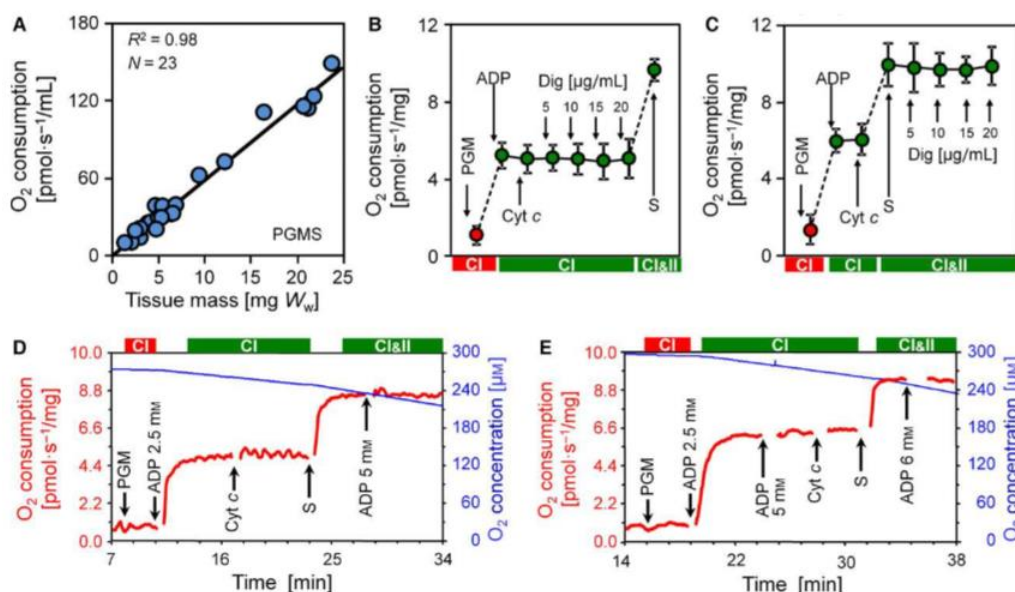 A
R² = 0.98
N = 23
O₂ consumption
[pmol·s⁻¹/mL]
180
120
60
0
0 5 10 15 20 25
PGMS
Tissue mass [mg Ww]
B
O₂ consumption
[pmol·s⁻¹/mg]
12
8
4
0
ADP
Dig [µg/mL]
5 10 15 20
PGM
Cyt c
S
CI CI CI&II
C
O₂ consumption
[pmol·s⁻¹/mg]
12
8
4
0
ADP
PGM
Cyt c
S
5 10 15 20
Dig [µg/mL]
CI CI CI&II
D
CI CI CI&II
O₂ consumption
[pmol·s⁻¹/mg]
10.0
8.8
6.6
4.4
2.2
0.0
PGM
ADP 2.5 mM
Cyt c
S
ADP 5 mM
300
240
180
120
60
0
O₂ concentration [µM]
7 16 25 34
Time [min]
E
CI CI CI&II
O₂ consumption
[pmol·s⁻¹/mg]
10.0
8.8
6.6
4.4
2.2
0.0
PGM
ADP 2.5 mM
ADP
5 mM
Cyt c
S
ADP 6 mM
300
240
180
120
60
0
concentration [µM]
14 22 30 38
Time [min]